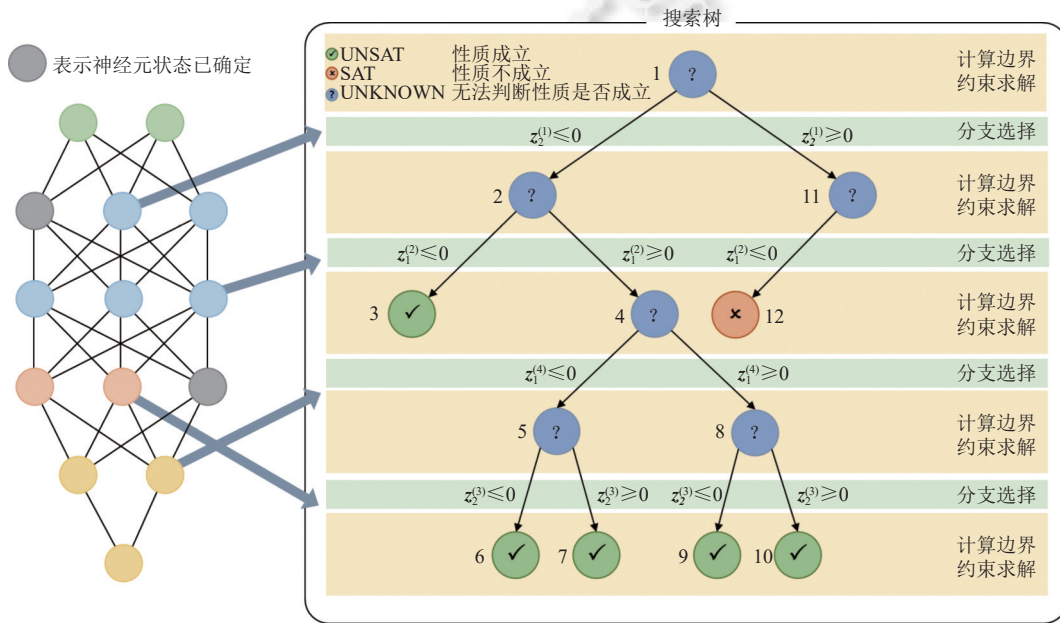 搜索树
表示神经元状态已确定
UNSAT 性质成立
SAT 性质不成立
UNKNOWN 无法判断性质是否成立
1 ?
计算边界
约束求解
z₂⁽¹⁾≤0 z₂⁽¹⁾≥0 分支选择
2 ? 11 ?
计算边界
约束求解
z₁⁽²⁾≤0 z₁⁽²⁾≥0 z₁⁽²⁾≤0 分支选择
3 ✓ 4 ? ✗ 12
计算边界
约束求解
z₁⁽⁴⁾≤0 z₁⁽⁴⁾≥0 分支选择
5 ? 8 ?
计算边界
约束求解
z₂⁽³⁾≤0 z₂⁽³⁾≥0 z₂⁽³⁾≤0 z₂⁽³⁾≥0 分支选择
6 ✓ 7 ✓ 9 ✓ 10 ✓
计算边界
约束求解